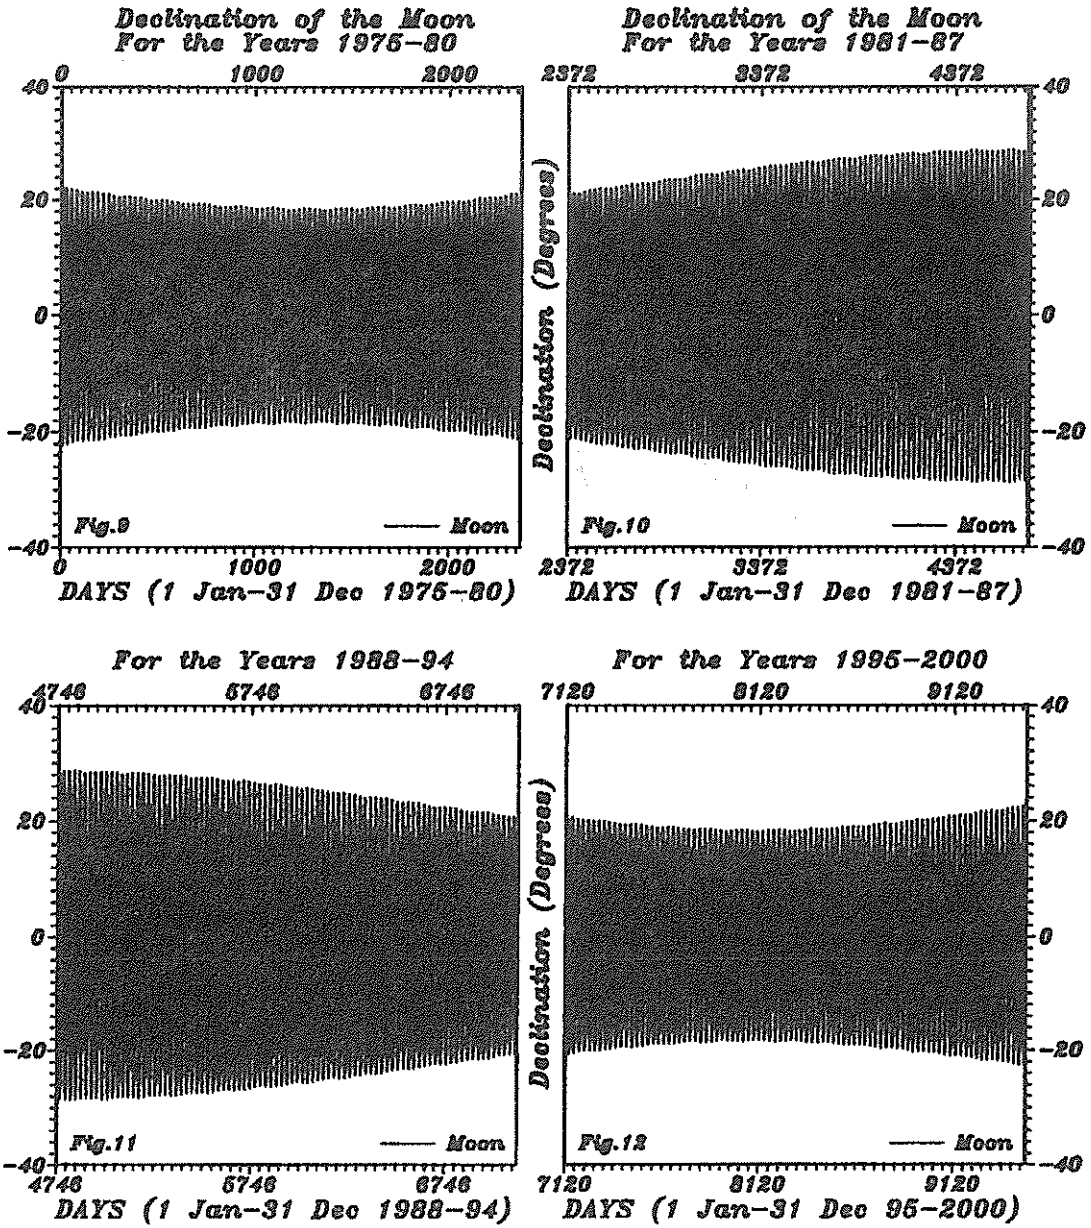 Declination of the Moon
For the Years 1975-80
0 1000 2000
40
20
0
-20
-40
Fig.9
Moon
0 1000 2000
DAYS (1 Jan-31 Dec 1975-80)
Declination of the Moon
For the Years 1981-87
2372 3372 4372
Declination (Degrees)
40
20
0
-20
-40
Fig.10
Moon
2372 3372 4372
DAYS (1 Jan-31 Dec 1981-87)
For the Years 1988-94
4746 5746 6746
40
20
0
-20
-40
Fig.11
Moon
4746 5746 6746
DAYS (1 Jan-31 Dec 1988-94)
For the Years 1995-2000
7120 8120 9120
Declination (Degrees)
40
20
0
-20
-40
Fig.12
Moon
7120 8120 9120
DAYS (1 Jan-31 Dec 95-2000)